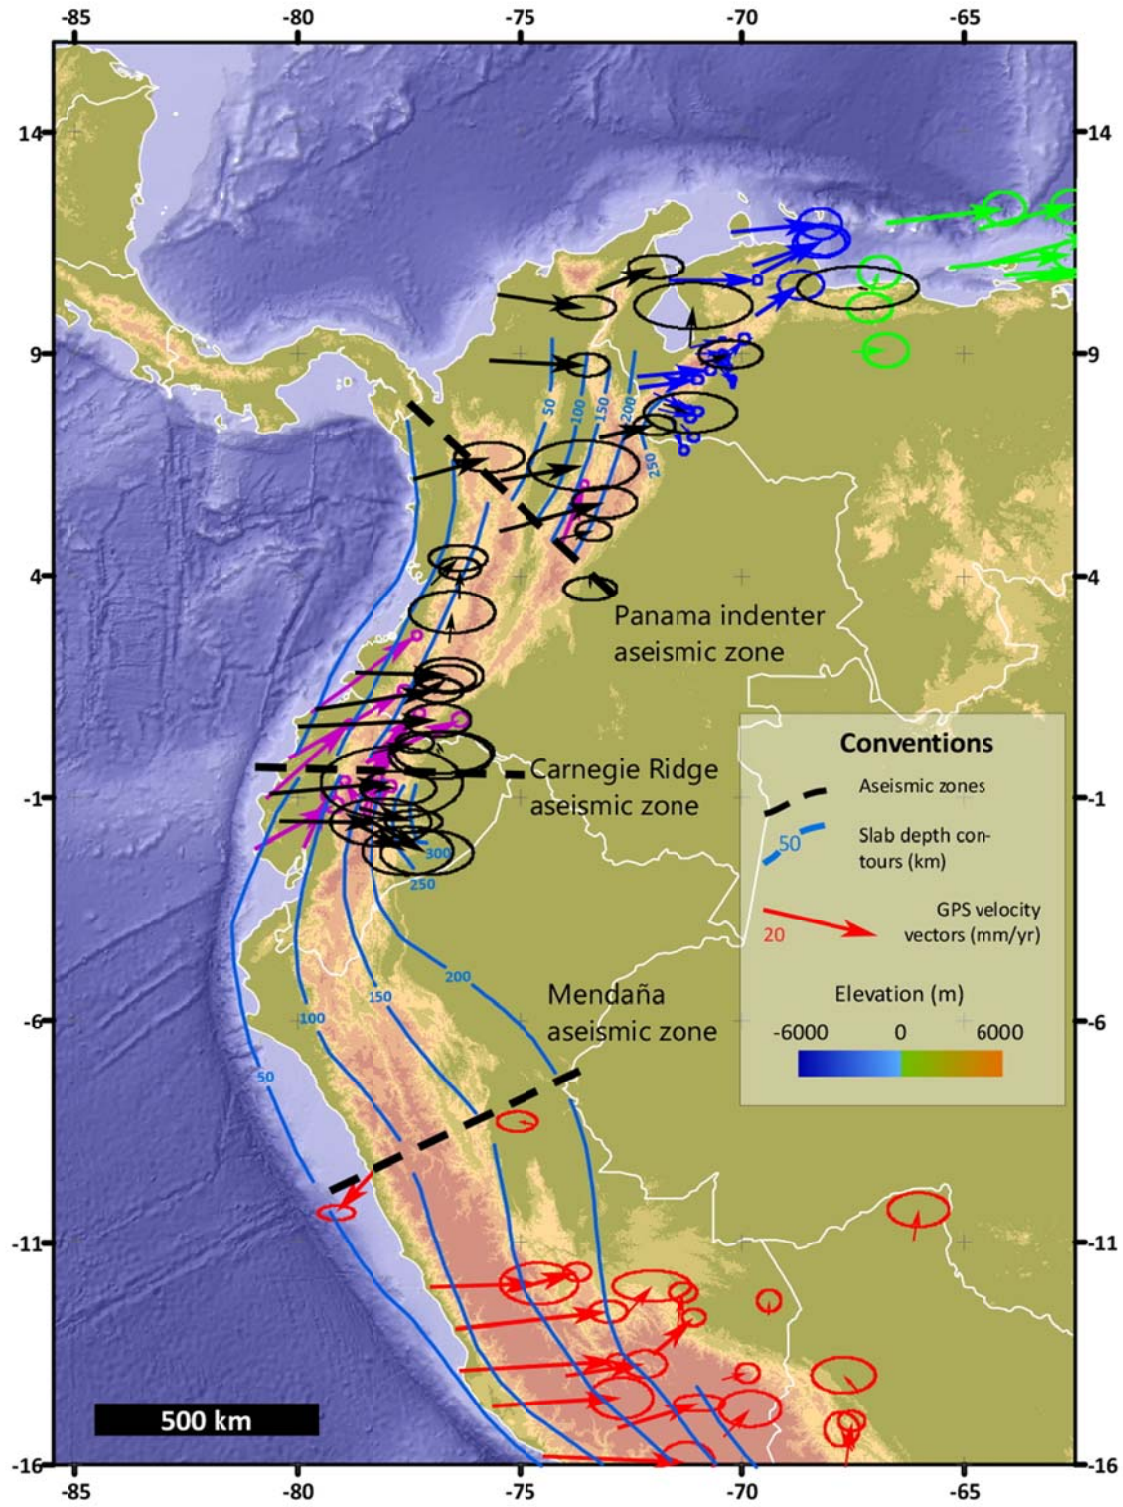 -85 -80 -75 -70 -65
14 14
9 9
50 100 150 200
250
4 4
Panama indenter
aseismic zone
Conventions
Carnegie Ridge
aseismic zone
Aseismic zones
-1 -1
50 Slab depth con-
tours (km)
300
250
GPS velocity
20 vectors (mm/yr)
200
150
Mendaña
aseismic zone
Elevation (m)
100
-6 -6
-6000 0 6000
50
-11 -11
500 km
-16 -16
-85 -80 -75 -70 -65